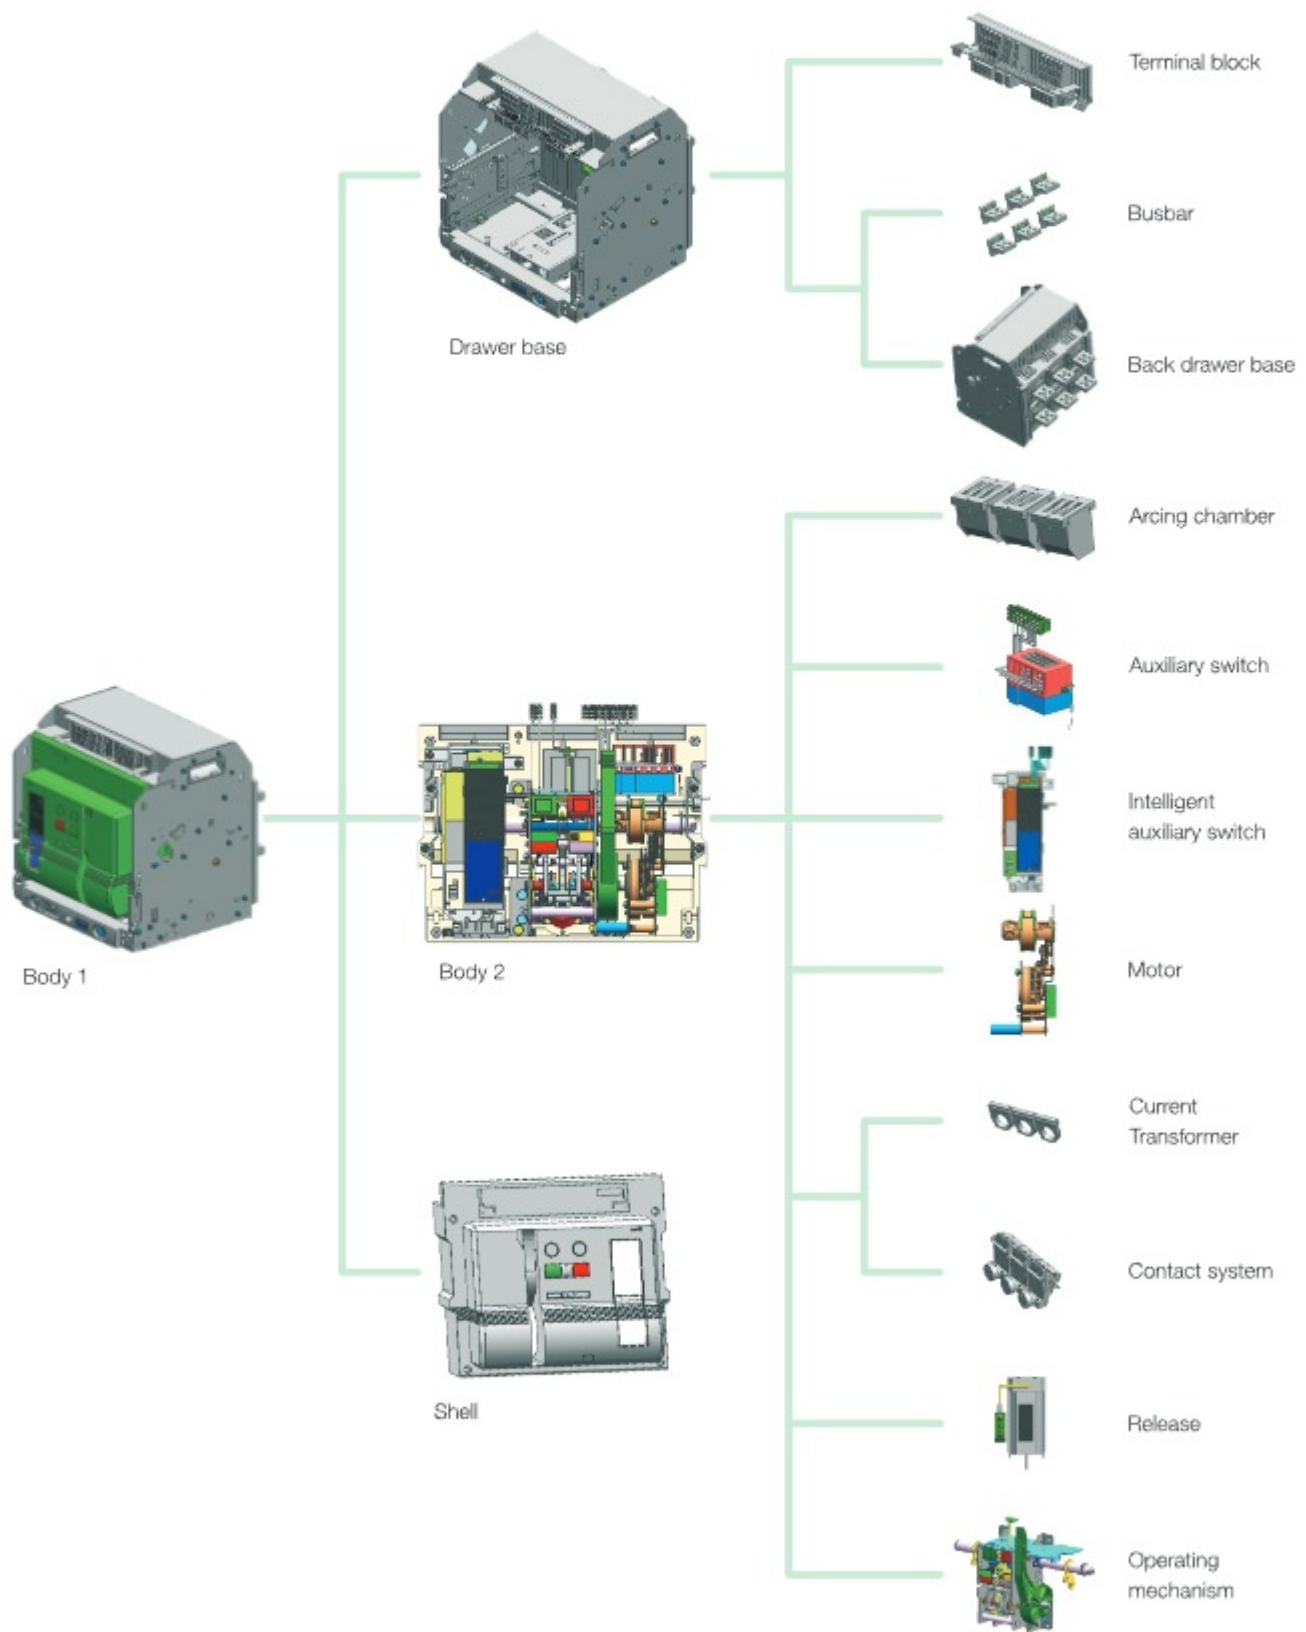 Terminal block
Busbar
Drawer base
Back drawer base
Arcing chamber
Auxiliary switch
Intelligent
auxiliary switch
Body 1
Body 2
Motor
Current
Transformer
Contact system
Shell
Release
Operating
mechanism